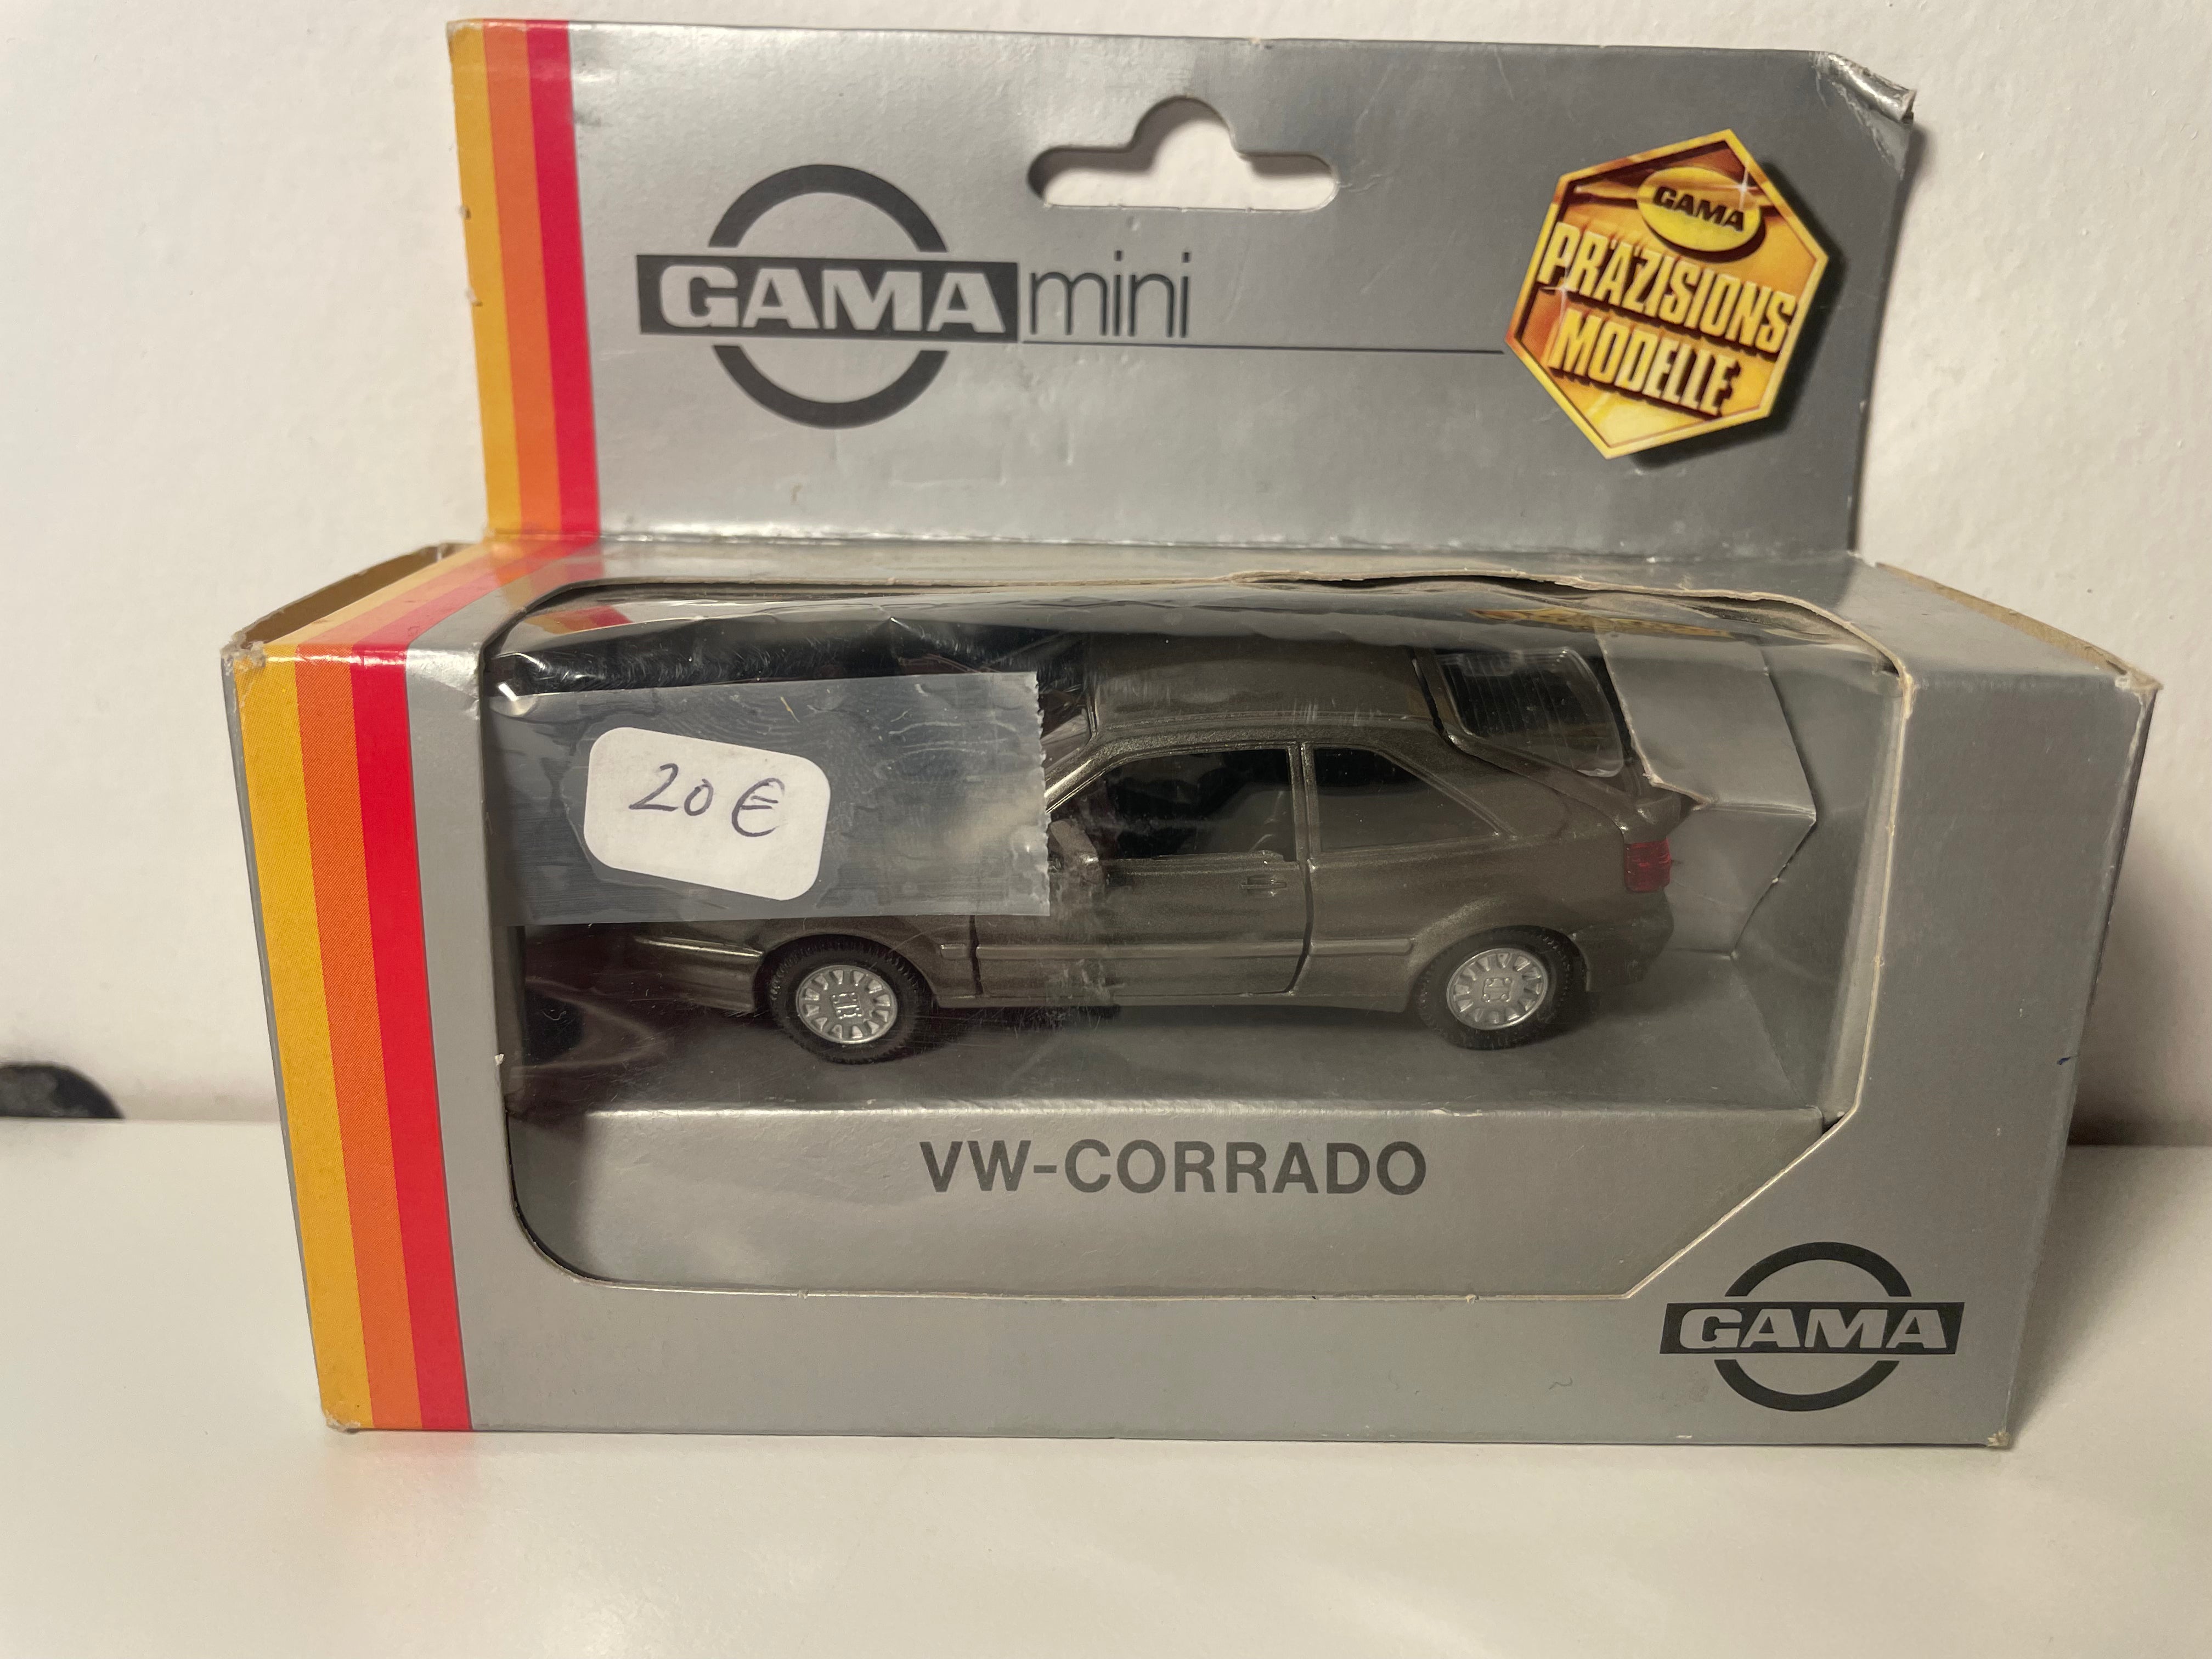 GAMA mini
GAMA
PRÄZISIONS
MODELLE
20 €
VW-CORRADO
GAMA